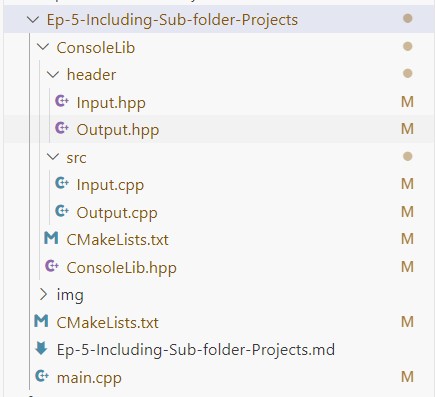 Ep-5-Including-Sub-folder-Projects
ConsoleLib
header
Input.hpp M
Output.hpp M
src
Input.cpp M
Output.cpp M
M CMakeLists.txt M
ConsoleLib.hpp M
img
M CMakeLists.txt M
Ep-5-Including-Sub-folder-Projects.md
main.cpp M